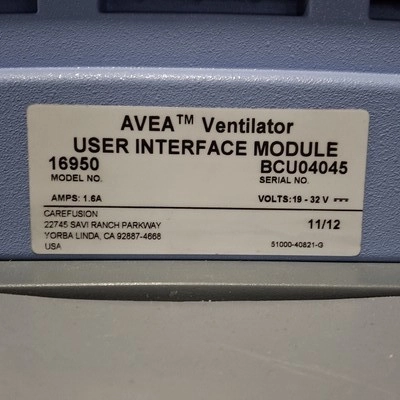 AVEA™ Ventilator
USER INTERFACE MODULE
16950 BCU04045
MODEL NO. SERIAL NO.
AMPS: 1.6A VOLTS: 19 - 32 V ⎓
CAREFUSION
22745 SAVI RANCH PARKWAY 11/12
YORBA LINDA, CA 92887-4668
USA 51000-40821-G